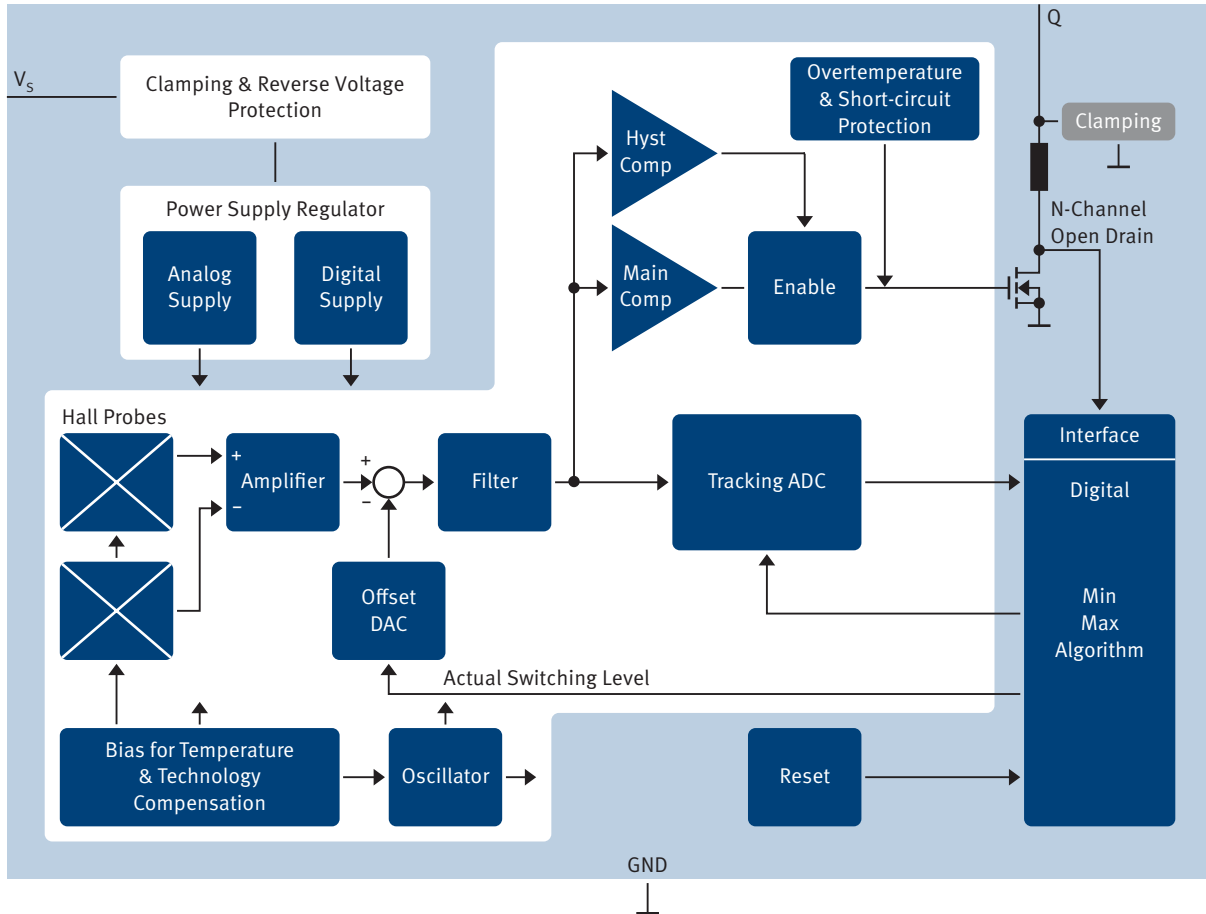 Q
V_S
Clamping & Reverse Voltage
Protection
Overtemperature
& Short-circuit
Protection
Clamping
Hyst
Comp
Power Supply Regulator
N-Channel
Open Drain
Analog
Supply
Digital
Supply
Main
Comp
Enable
Hall Probes
+
−
Amplifier
+
−
Filter
Tracking ADC
Interface
Digital
Min
Max
Algorithm
Offset
DAC
Actual Switching Level
Bias for Temperature
& Technology
Compensation
Oscillator
Reset
GND